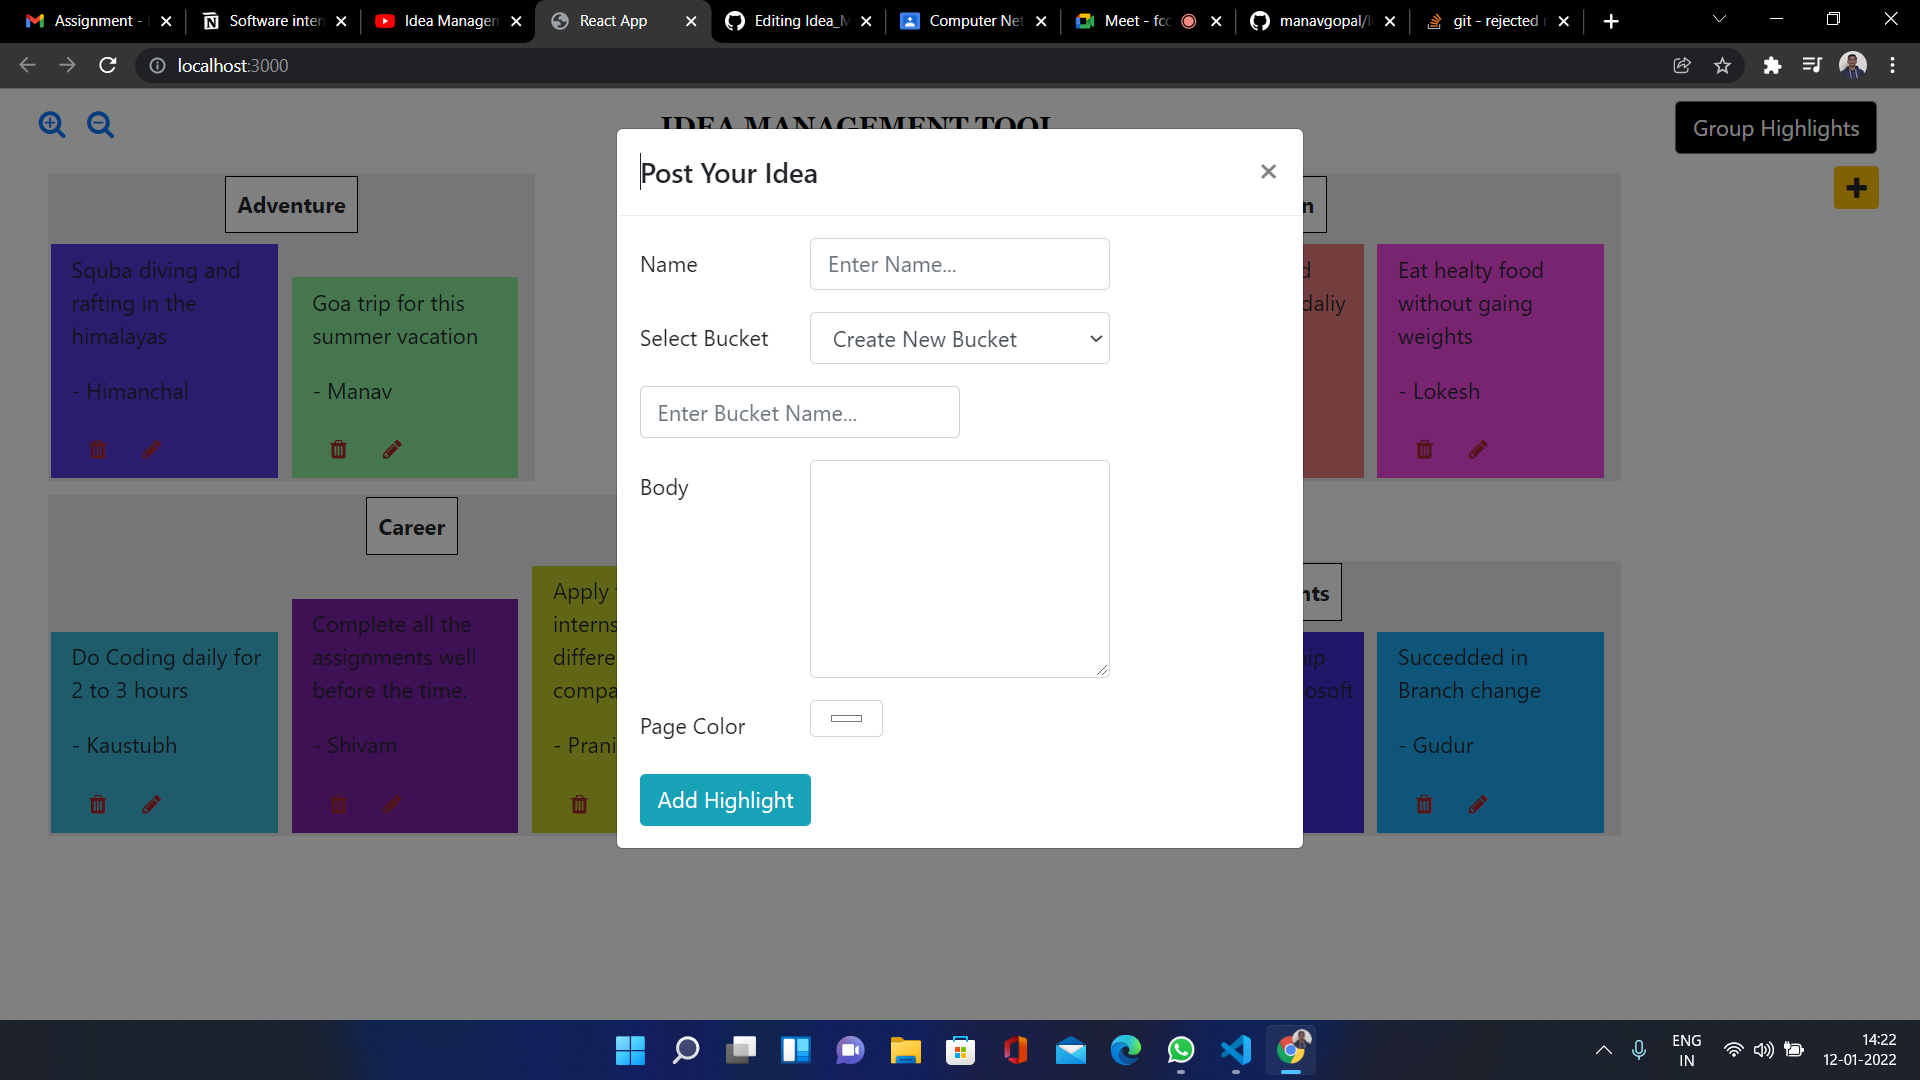 Assignment -
Software inter
Idea Managem
React App
Editing Idea_M
Computer Net
Meet - fcc
manavgopal/I
git - rejected
localhost:3000
IDEA MANAGEMENT TOOL
Group Highlights
Post Your Idea
Name
Enter Name...
Select Bucket
Create New Bucket
Enter Bucket Name...
Body
Page Color
Add Highlight
Adventure
Squba diving and
rafting in the
himalayas
- Himanchal
Goa trip for this
summer vacation
- Manav
n
d
daliy
Eat healty food
without gaing
weights
- Lokesh
Career
Do Coding daily for
2 to 3 hours
- Kaustubh
Complete all the
assignments well
before the time.
- Shivam
Apply
interns
differe
compa
- Prani
nts
ip
osoft
Succedded in
Branch change
- Gudur
ENG
IN
14:22
12-01-2022